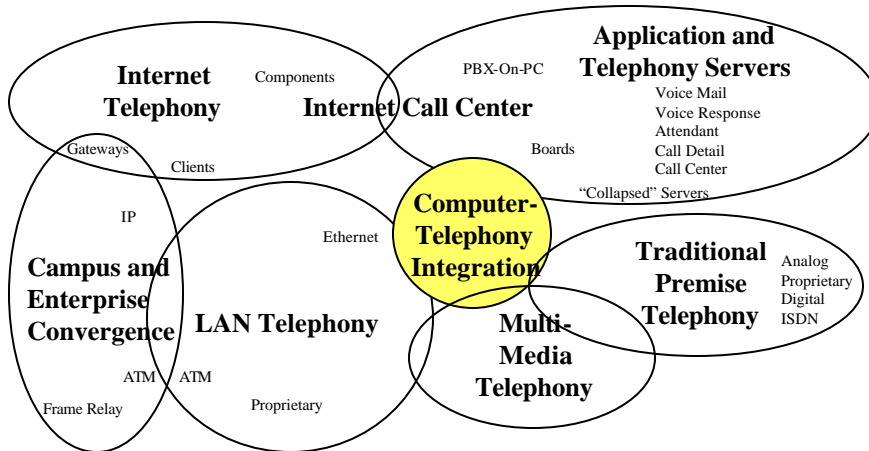 Application and
Telephony Servers
Internet
Telephony
Components
PBX-On-PC
Internet Call Center
Voice Mail
Voice Response
Attendant
Call Detail
Call Center
Gateways
Clients
Boards
“Collapsed” Servers
Computer-
Telephony
Integration
IP
Ethernet
Campus and
Enterprise
Convergence
Traditional
Premise
Telephony
Analog
Proprietary
Digital
ISDN
LAN Telephony
Multi-
Media
Telephony
ATM
ATM
Frame Relay
Proprietary